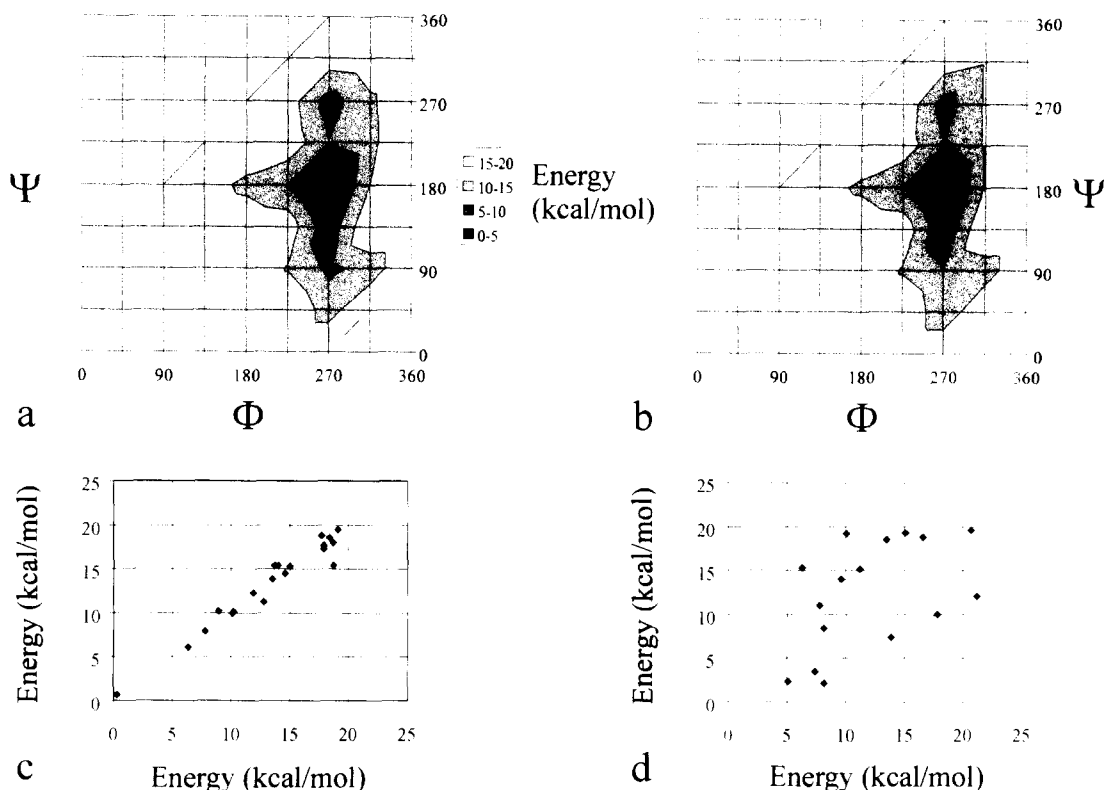 360
270
Ψ
180
90
0
0 90 180 270 360
a Φ
15-20
10-15
5-10
0-5
Energy
(kcal/mol)
360
270
180 Ψ
90
0
0 90 180 270 360
b Φ
Energy (kcal/mol)
25
20
15
10
5
0
0 5 10 15 20 25
c Energy (kcal/mol)
Energy (kcal/mol)
25
20
15
10
5
0
0 5 10 15 20 25
d Energy (kcal/mol)